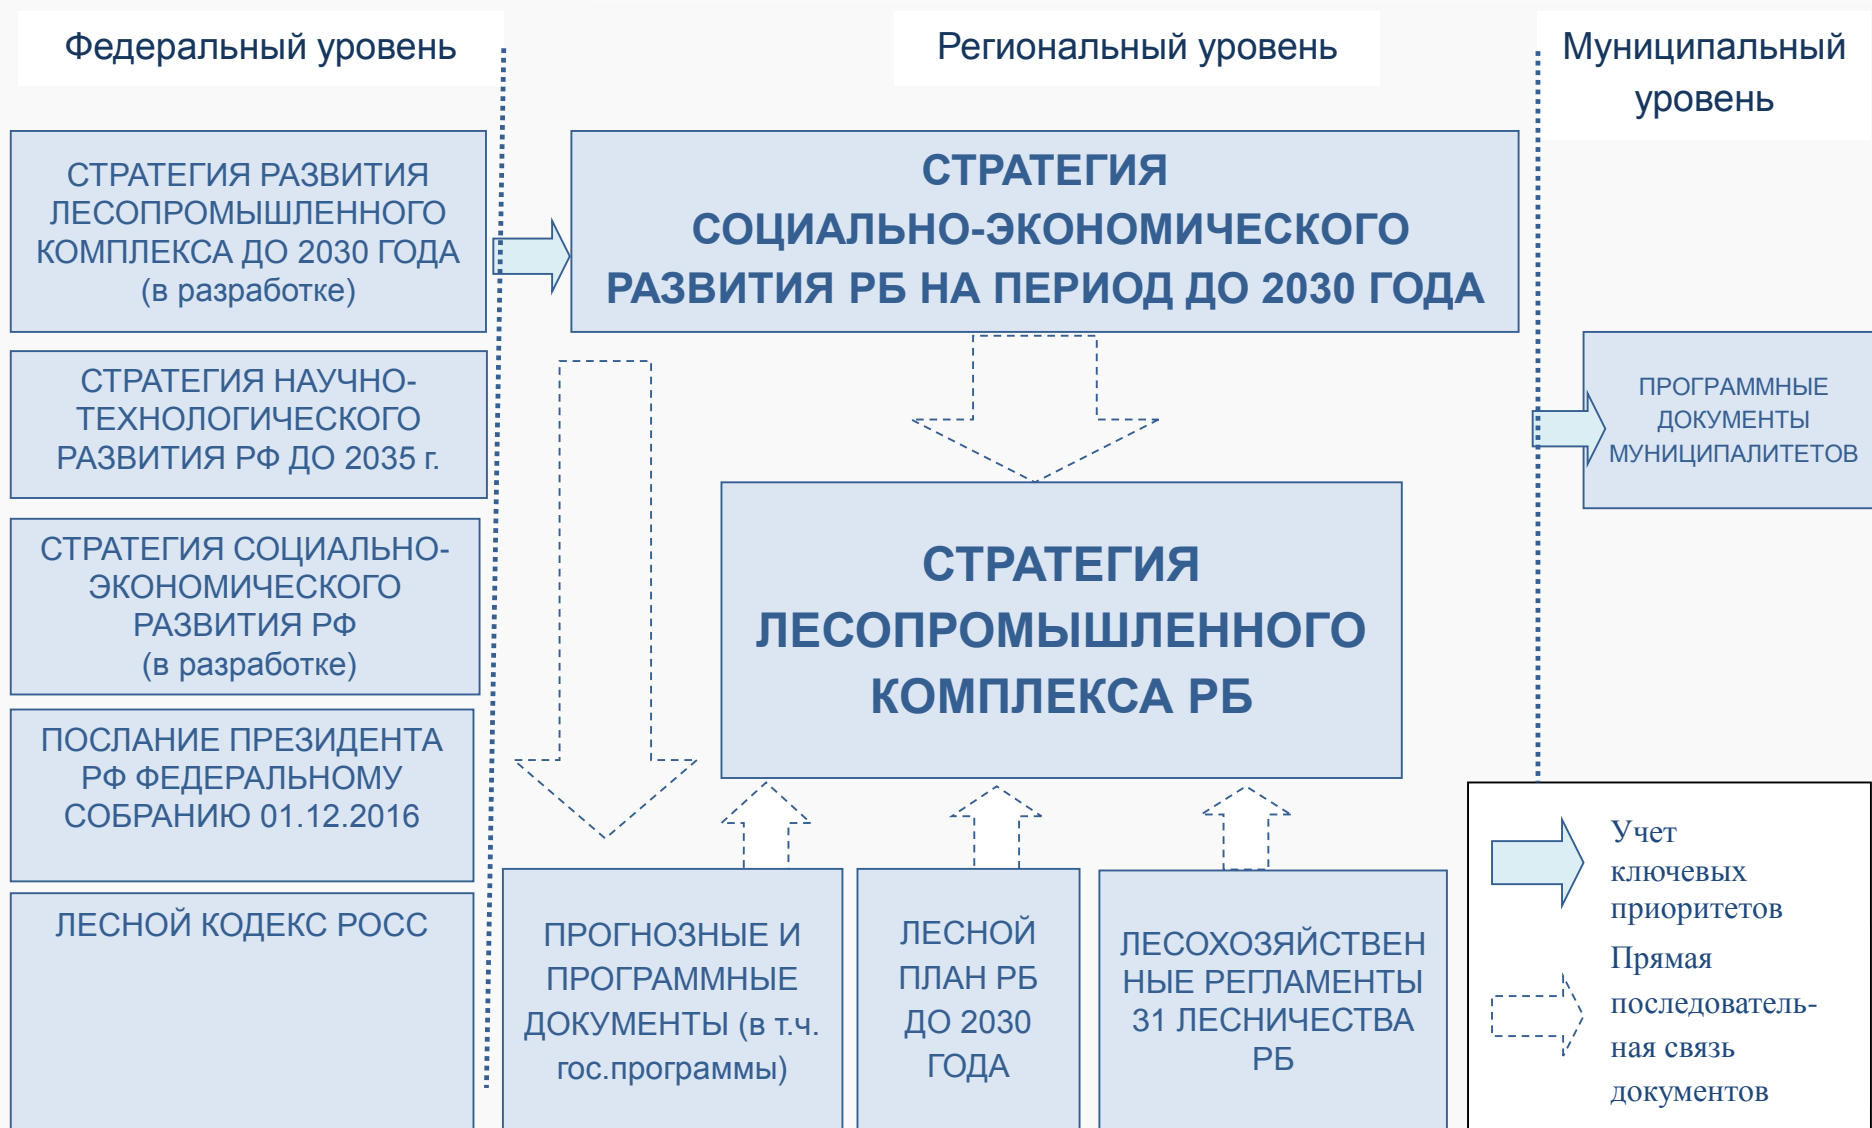 Федеральный уровень
Региональный уровень
Муниципальный
уровень
СТРАТЕГИЯ РАЗВИТИЯ
ЛЕСОПРОМЫШЛЕННОГО
КОМПЛЕКСА ДО 2030 ГОДА
(в разработке)
СТРАТЕГИЯ НАУЧНО-
ТЕХНОЛОГИЧЕСКОГО
РАЗВИТИЯ РФ ДО 2035 г.
СТРАТЕГИЯ СОЦИАЛЬНО-
ЭКОНОМИЧЕСКОГО
РАЗВИТИЯ РФ
(в разработке)
ПОСЛАНИЕ ПРЕЗИДЕНТА
РФ ФЕДЕРАЛЬНОМУ
СОБРАНИЮ 01.12.2016
ЛЕСНОЙ КОДЕКС РОСС
СТРАТЕГИЯ
СОЦИАЛЬНО-ЭКОНОМИЧЕСКОГО
РАЗВИТИЯ РБ НА ПЕРИОД ДО 2030 ГОДА
СТРАТЕГИЯ
ЛЕСОПРОМЫШЛЕННОГО
КОМПЛЕКСА РБ
ПРОГНОЗНЫЕ И
ПРОГРАММНЫЕ
ДОКУМЕНТЫ (в т.ч.
гос.программы)
ЛЕСНОЙ
ПЛАН РБ
ДО 2030
ГОДА
ЛЕСОХОЗЯЙСТВЕН
НЫЕ РЕГЛАМЕНТЫ
31 ЛЕСНИЧЕСТВА
РБ
ПРОГРАММНЫЕ
ДОКУМЕНТЫ
МУНИЦИПАЛИТЕТОВ
Учет
ключевых
приоритетов
Прямая
последователь-
ная связь
документов